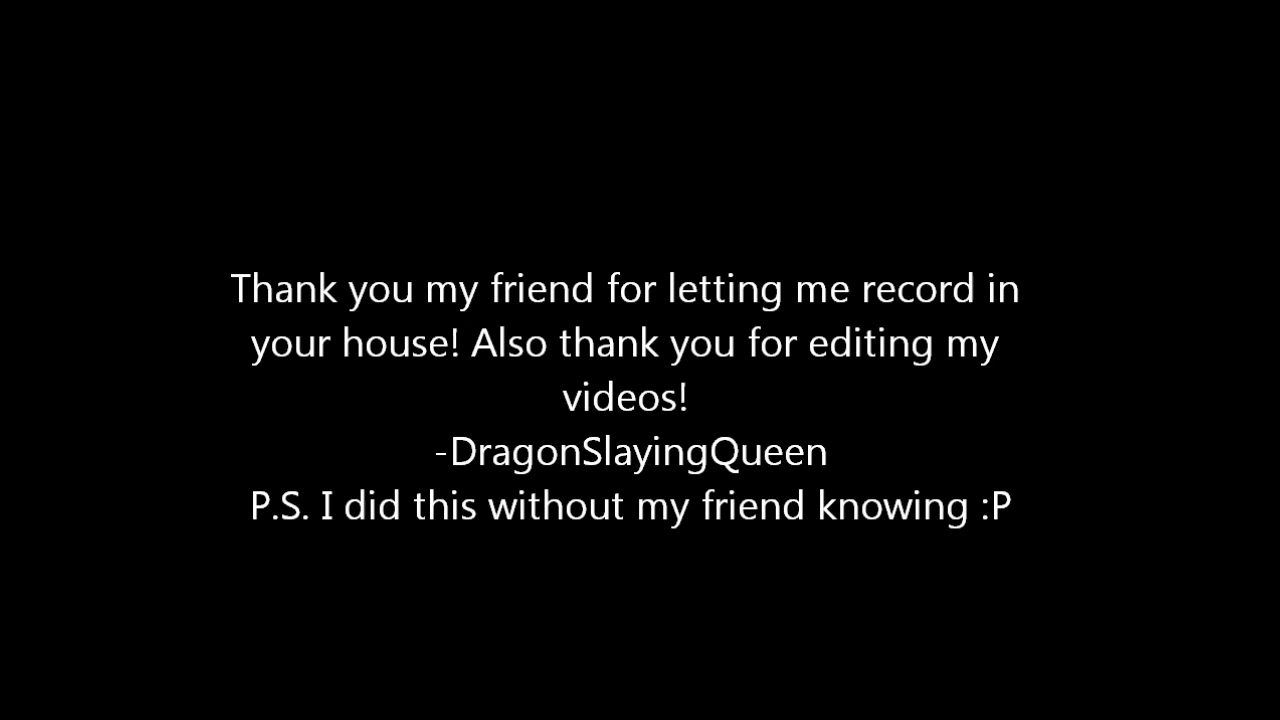 Thank you my friend for letting me record in
your house! Also thank you for editing my
videos!
-DragonSlayingQueen
P.S. I did this without my friend knowing :P